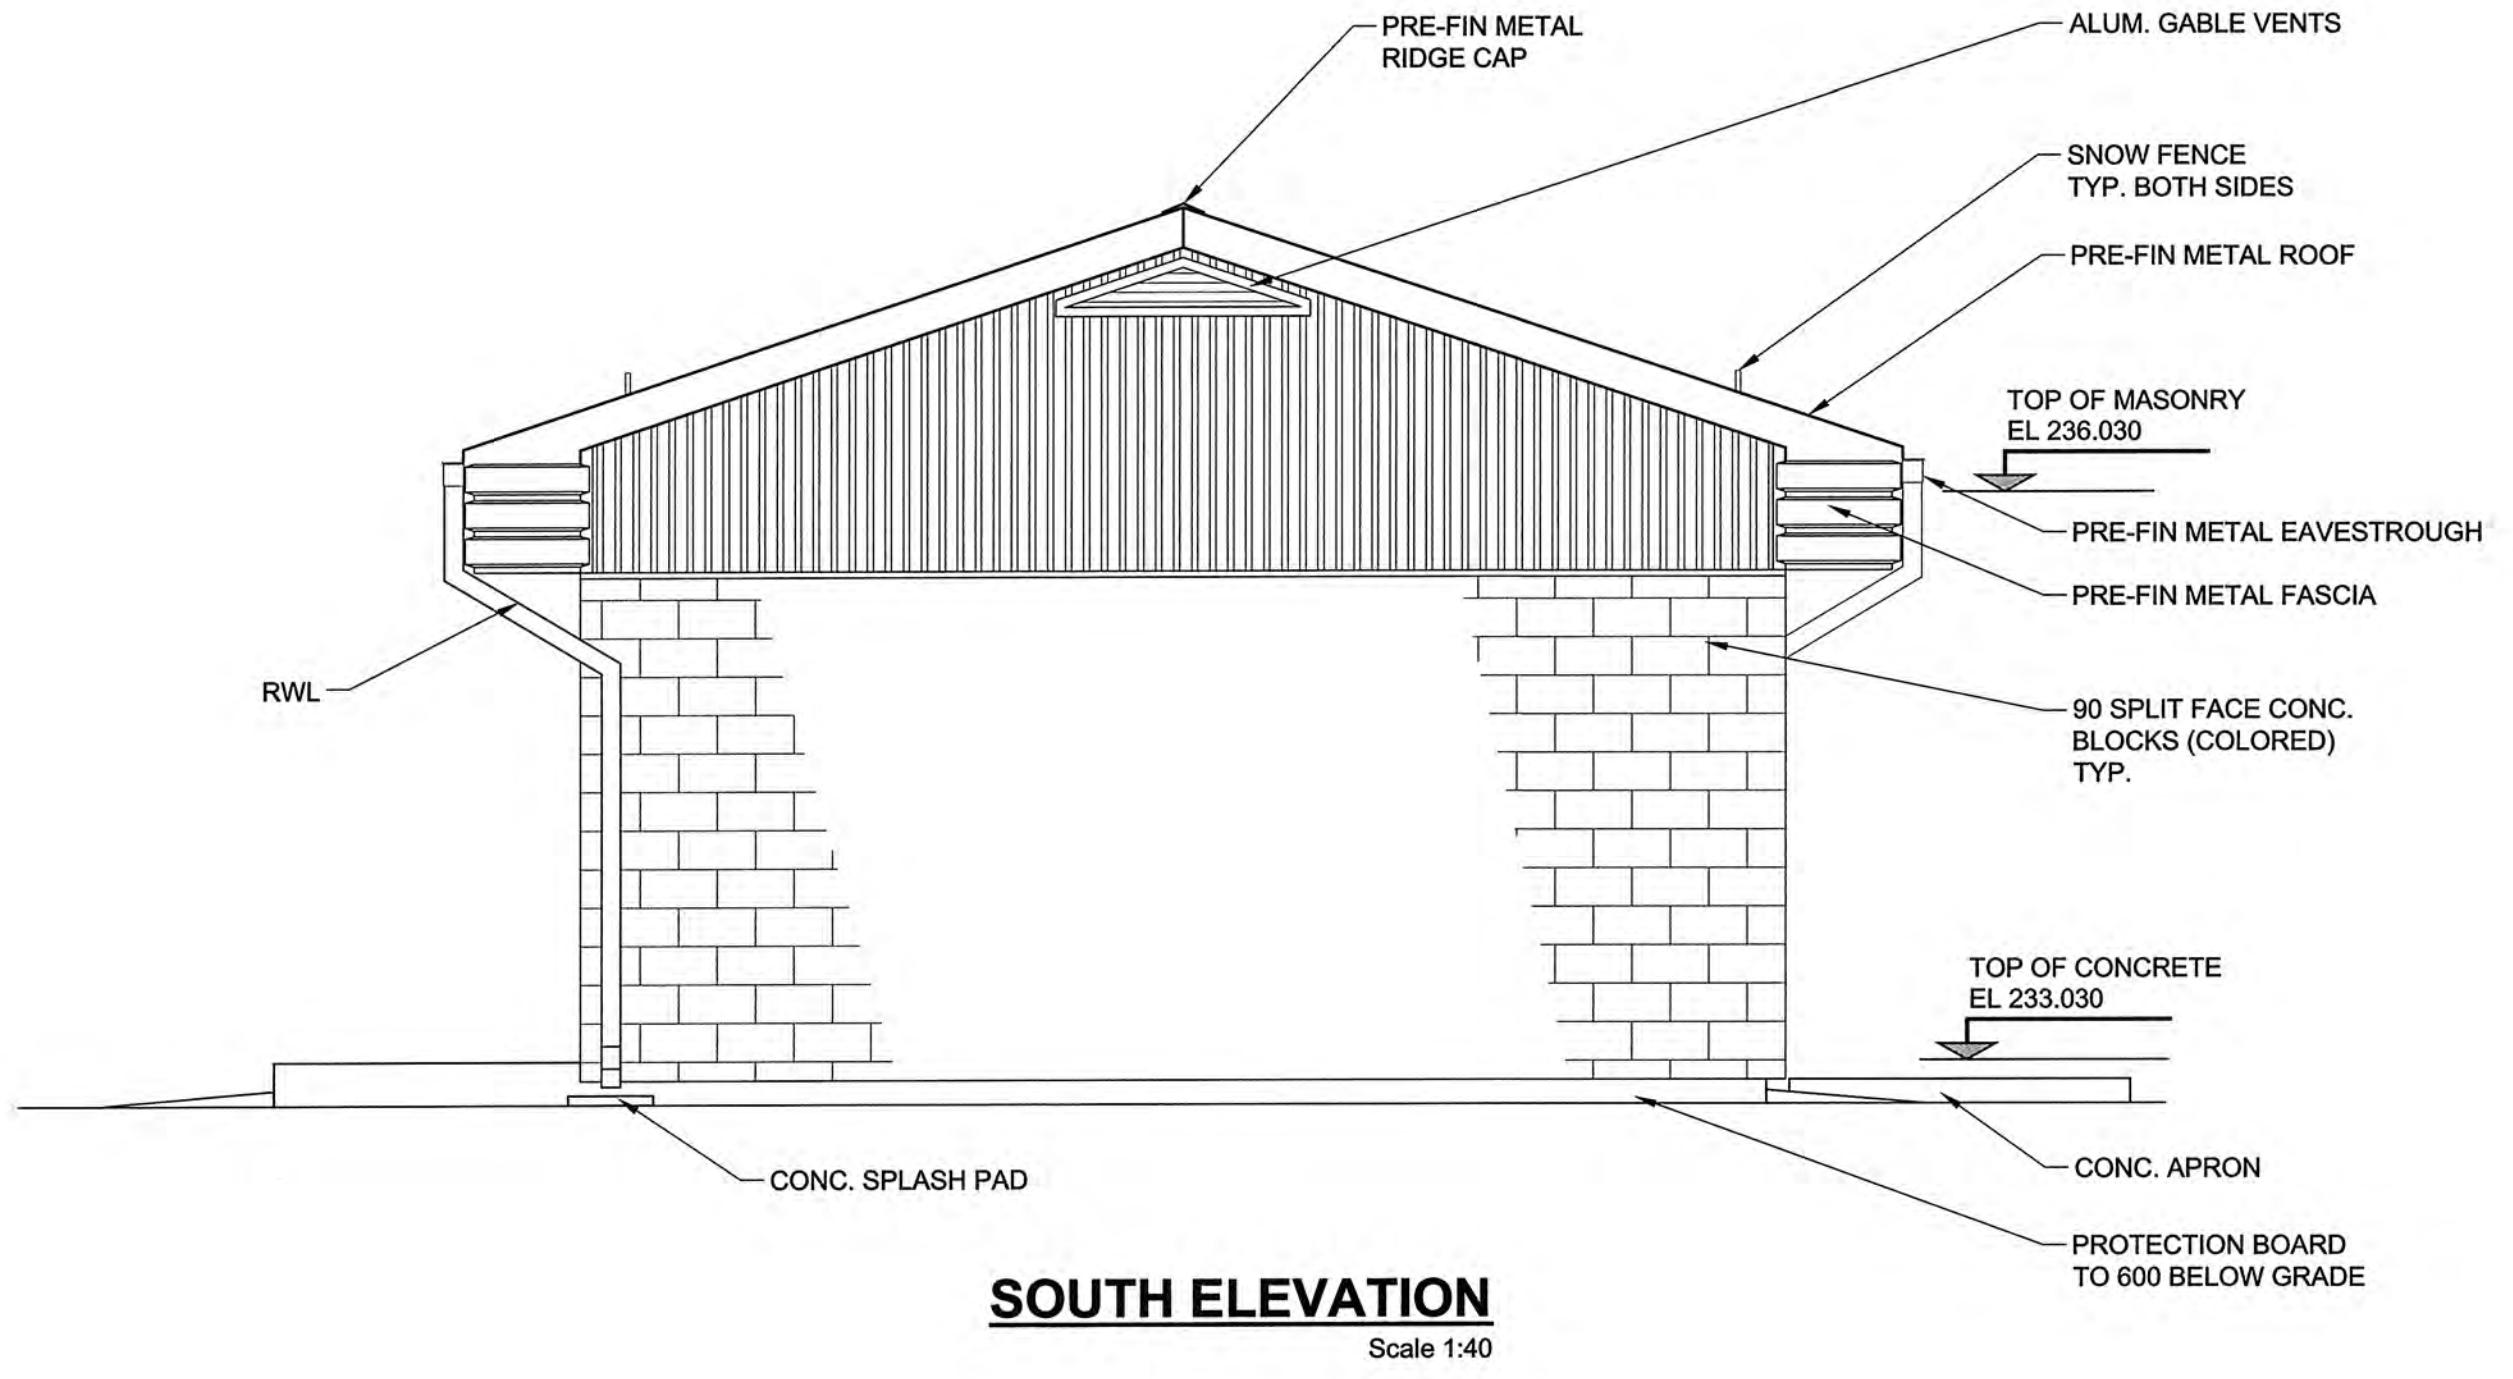 PRE-FIN METAL
RIDGE CAP
ALUM. GABLE VENTS
SNOW FENCE
TYP. BOTH SIDES
PRE-FIN METAL ROOF
TOP OF MASONRY
EL 236.030
PRE-FIN METAL EAVESTROUGH
PRE-FIN METAL FASCIA
RWL
90 SPLIT FACE CONC.
BLOCKS (COLORED)
TYP.
TOP OF CONCRETE
EL 233.030
CONC. SPLASH PAD
CONC. APRON
PROTECTION BOARD
TO 600 BELOW GRADE
SOUTH ELEVATION
Scale 1:40